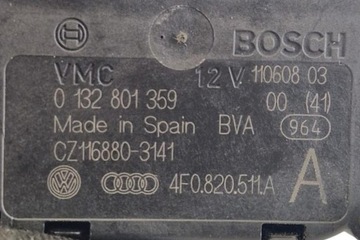 BOSCH
VMC 12 V 110608 03
0 132 801 359 00 (41)
Made in Spain BVA 964
CZ116880-3141
4F0.820.511.A A